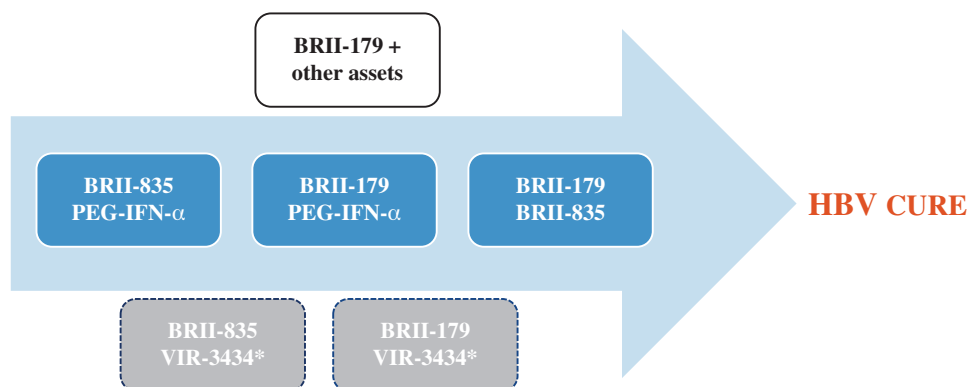 BRII-179 +
other assets
BRII-835
PEG-IFN-α
BRII-179
PEG-IFN-α
BRII-179
BRII-835
HBV CURE
BRII-835
VIR-3434*
BRII-179
VIR-3434*